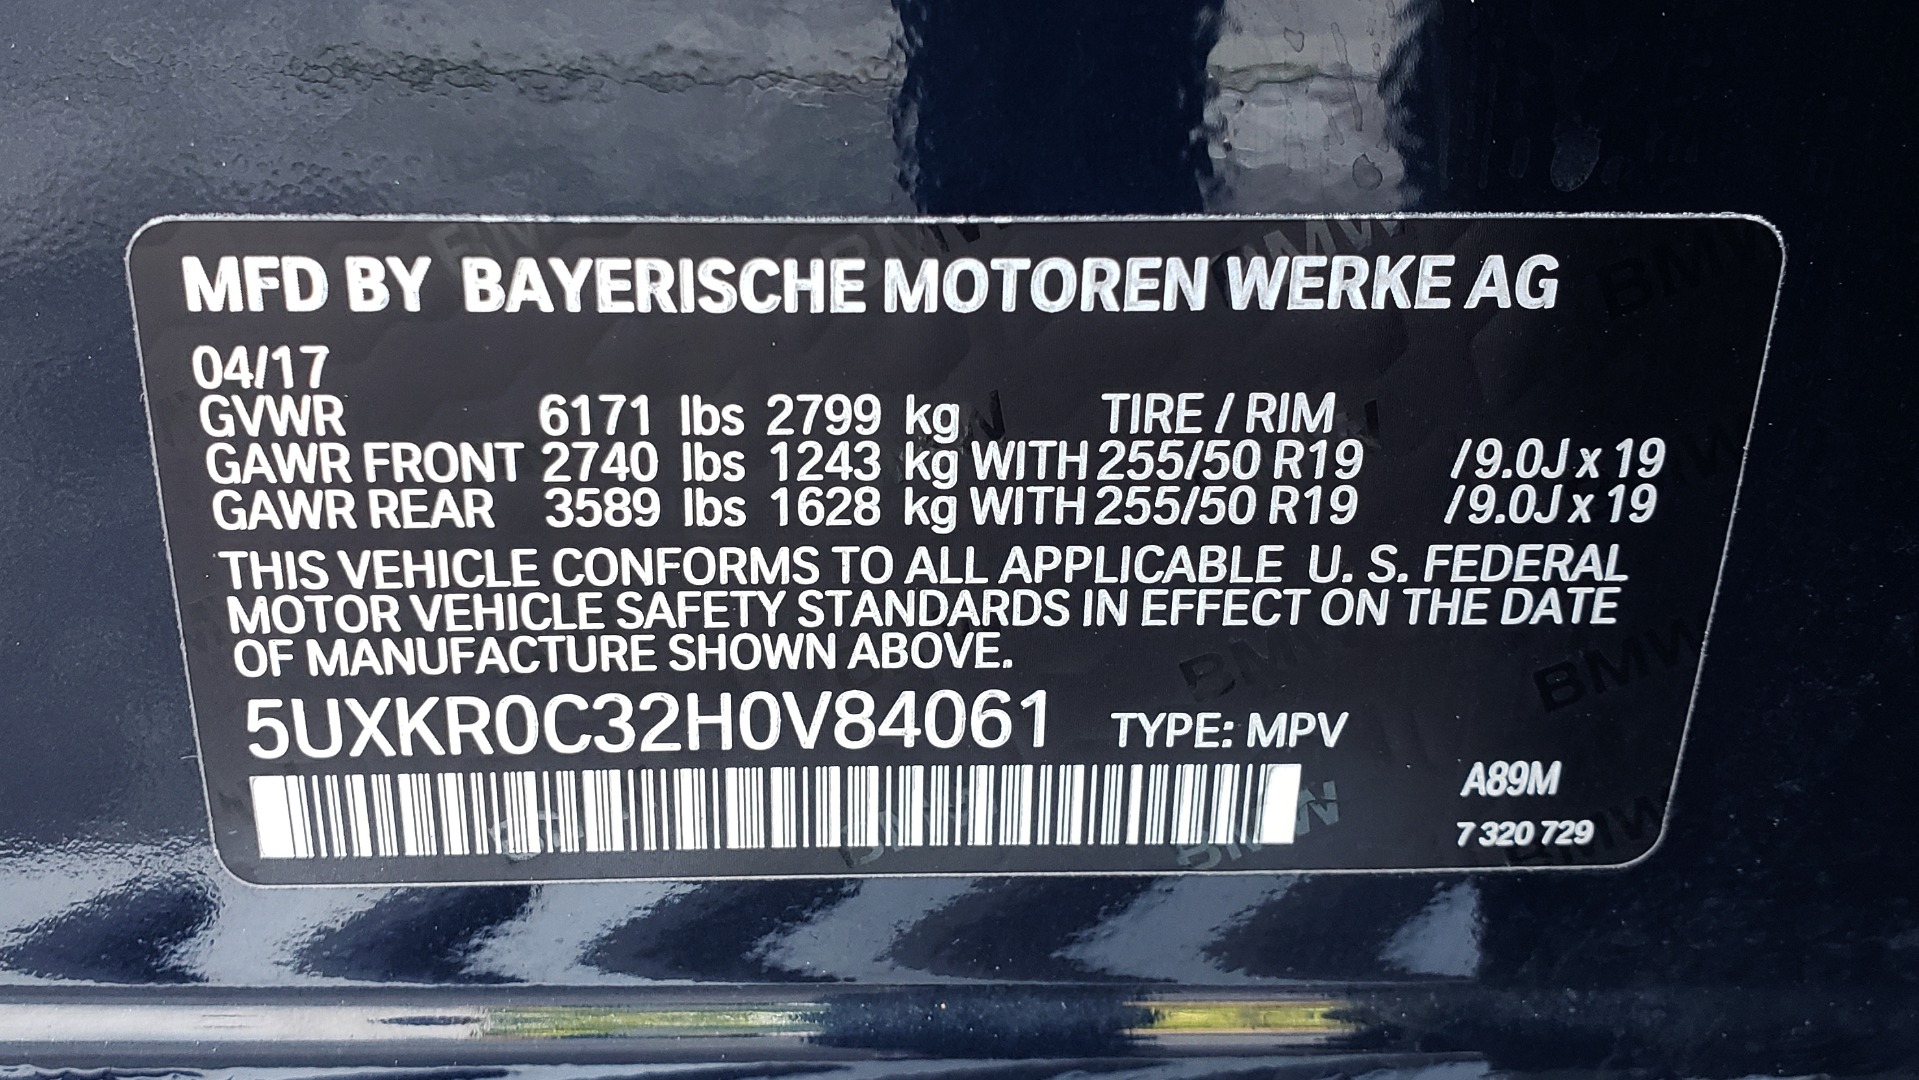 MFD BY BAYERISCHE MOTOREN WERKE AG
04/17
GVWR 6171 lbs 2799 kg TIRE / RIM
GAWR FRONT 2740 lbs 1243 kg WITH 255/50 R19 /9.0J x 19
GAWR REAR 3589 lbs 1628 kg WITH 255/50 R19 /9.0J x 19
THIS VEHICLE CONFORMS TO ALL APPLICABLE U. S. FEDERAL
MOTOR VEHICLE SAFETY STANDARDS IN EFFECT ON THE DATE
OF MANUFACTURE SHOWN ABOVE.
5UXKR0C32H0V84061 TYPE: MPV
A89M
7 320 729